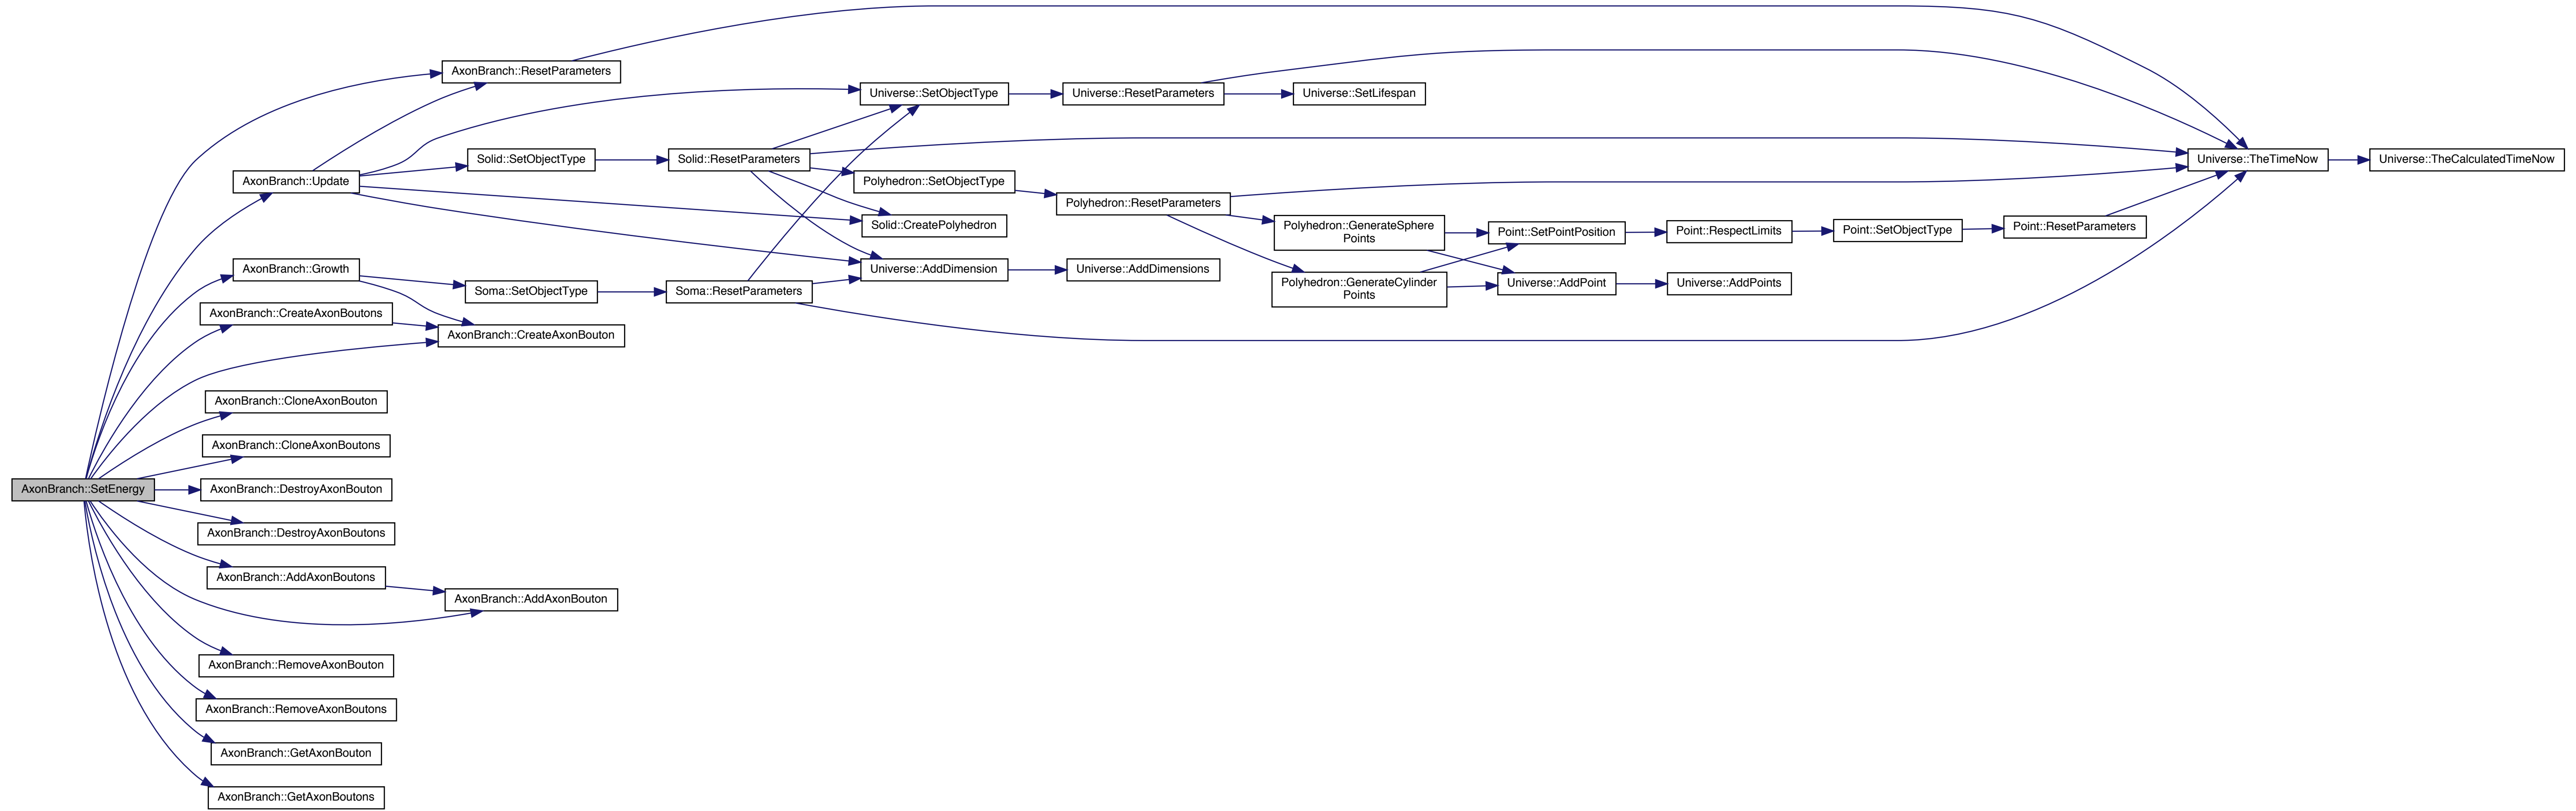 AxonBranch::ResetParameters
Universe::SetObjectType
Universe::ResetParameters
Universe::SetLifespan
Solid::SetObjectType
Solid::ResetParameters
Universe::TheTimeNow
Universe::TheCalculatedTimeNow
AxonBranch::Update
Polyhedron::SetObjectType
Polyhedron::ResetParameters
Solid::CreatePolyhedron
Polyhedron::GenerateSphere
Points
Point::SetPointPosition
Point::RespectLimits
Point::SetObjectType
Point::ResetParameters
AxonBranch::Growth
Universe::AddDimension
Universe::AddDimensions
Soma::SetObjectType
Soma::ResetParameters
Polyhedron::GenerateCylinder
Points
Universe::AddPoint
Universe::AddPoints
AxonBranch::CreateAxonBoutons
AxonBranch::CreateAxonBouton
AxonBranch::CloneAxonBouton
AxonBranch::CloneAxonBoutons
AxonBranch::SetEnergy
AxonBranch::DestroyAxonBouton
AxonBranch::DestroyAxonBoutons
AxonBranch::AddAxonBoutons
AxonBranch::AddAxonBouton
AxonBranch::RemoveAxonBouton
AxonBranch::RemoveAxonBoutons
AxonBranch::GetAxonBouton
AxonBranch::GetAxonBoutons